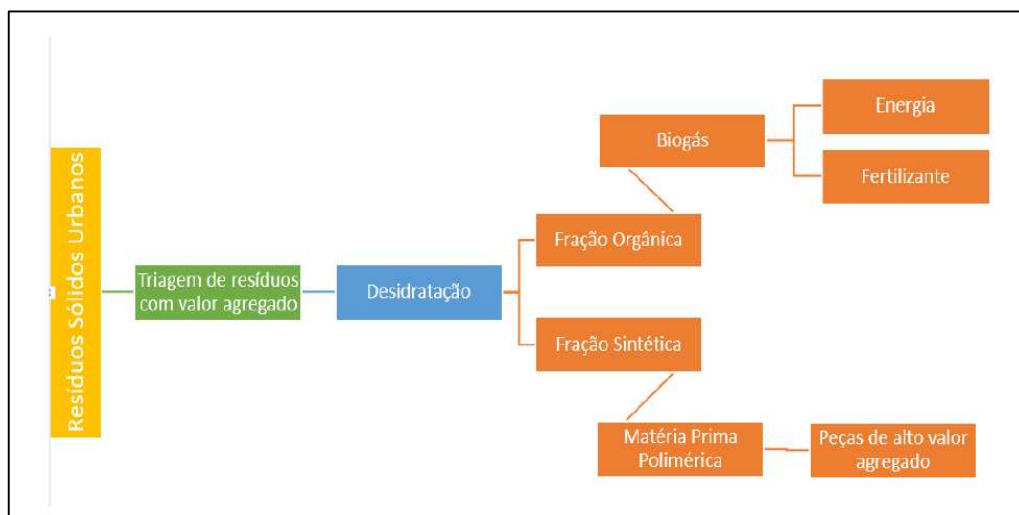 Resíduos Sólidos Urbanos
Triagem de resíduos
com valor agregado
Desidratação
Fração Orgânica
Biogás
Energia
Fertilizante
Fração Sintética
Matéria Prima
Polimérica
Peças de alto valor
agregado